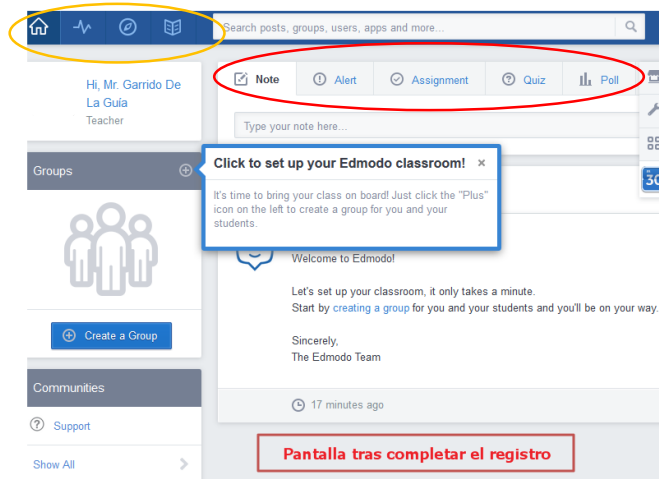 Search posts, groups, users, apps and more...
Hi, Mr. Garrido De
La Guía
Teacher
Note
Alert
Assignment
Quiz
Poll
Type your note here...
Groups
Click to set up your Edmodo classroom! ×
It's time to bring your class on board! Just click the "Plus"
icon on the left to create a group for you and your
students.
30
Create a Group
Welcome to Edmodo!
Let's set up your classroom, it only takes a minute.
Start by creating a group for you and your students and you'll be on your way.
Sincerely,
The Edmodo Team
17 minutes ago
Communities
Support
Show All
Pantalla tras completar el registro